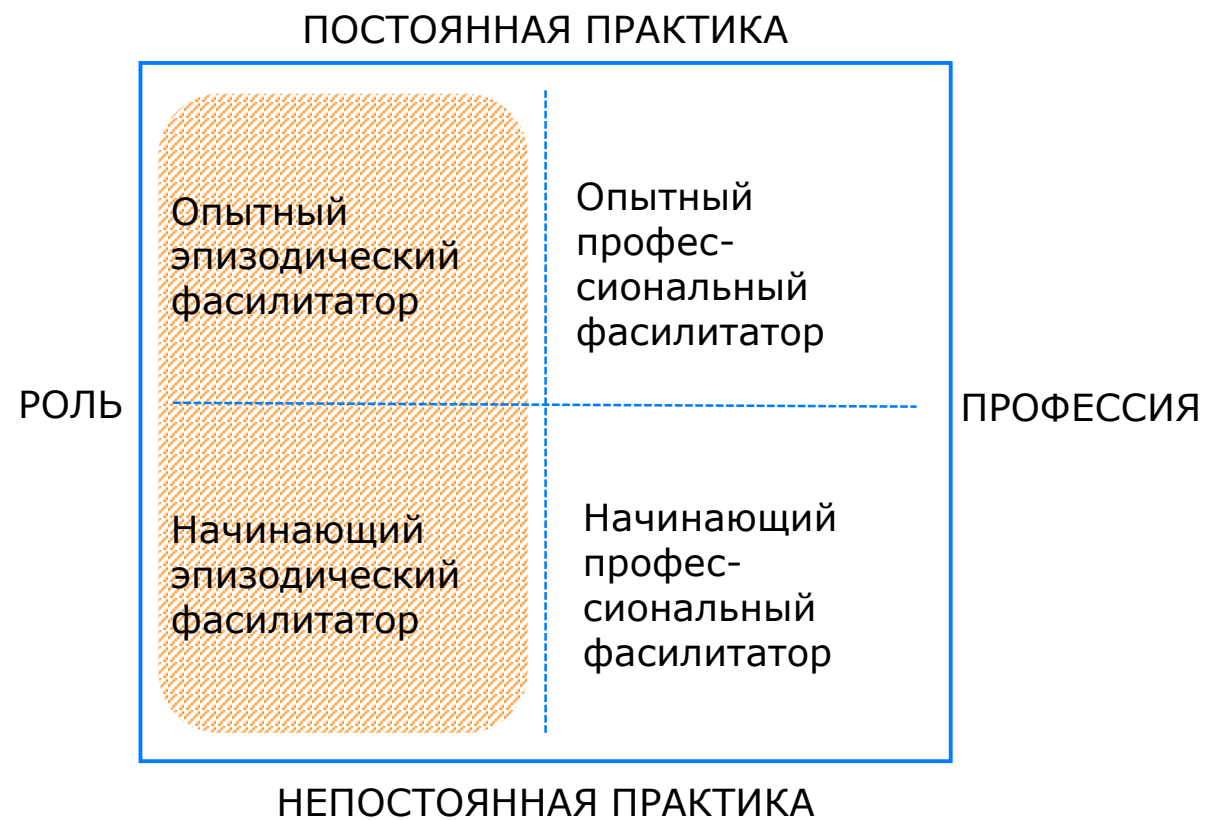 ПОСТОЯННАЯ ПРАКТИКА
Опытный
эпизодический
фасилитатор
Опытный
профес-
сиональный
фасилитатор
РОЛЬ
ПРОФЕССИЯ
Начинающий
эпизодический
фасилитатор
Начинающий
профес-
сиональный
фасилитатор
НЕПОСТОЯННАЯ ПРАКТИКА